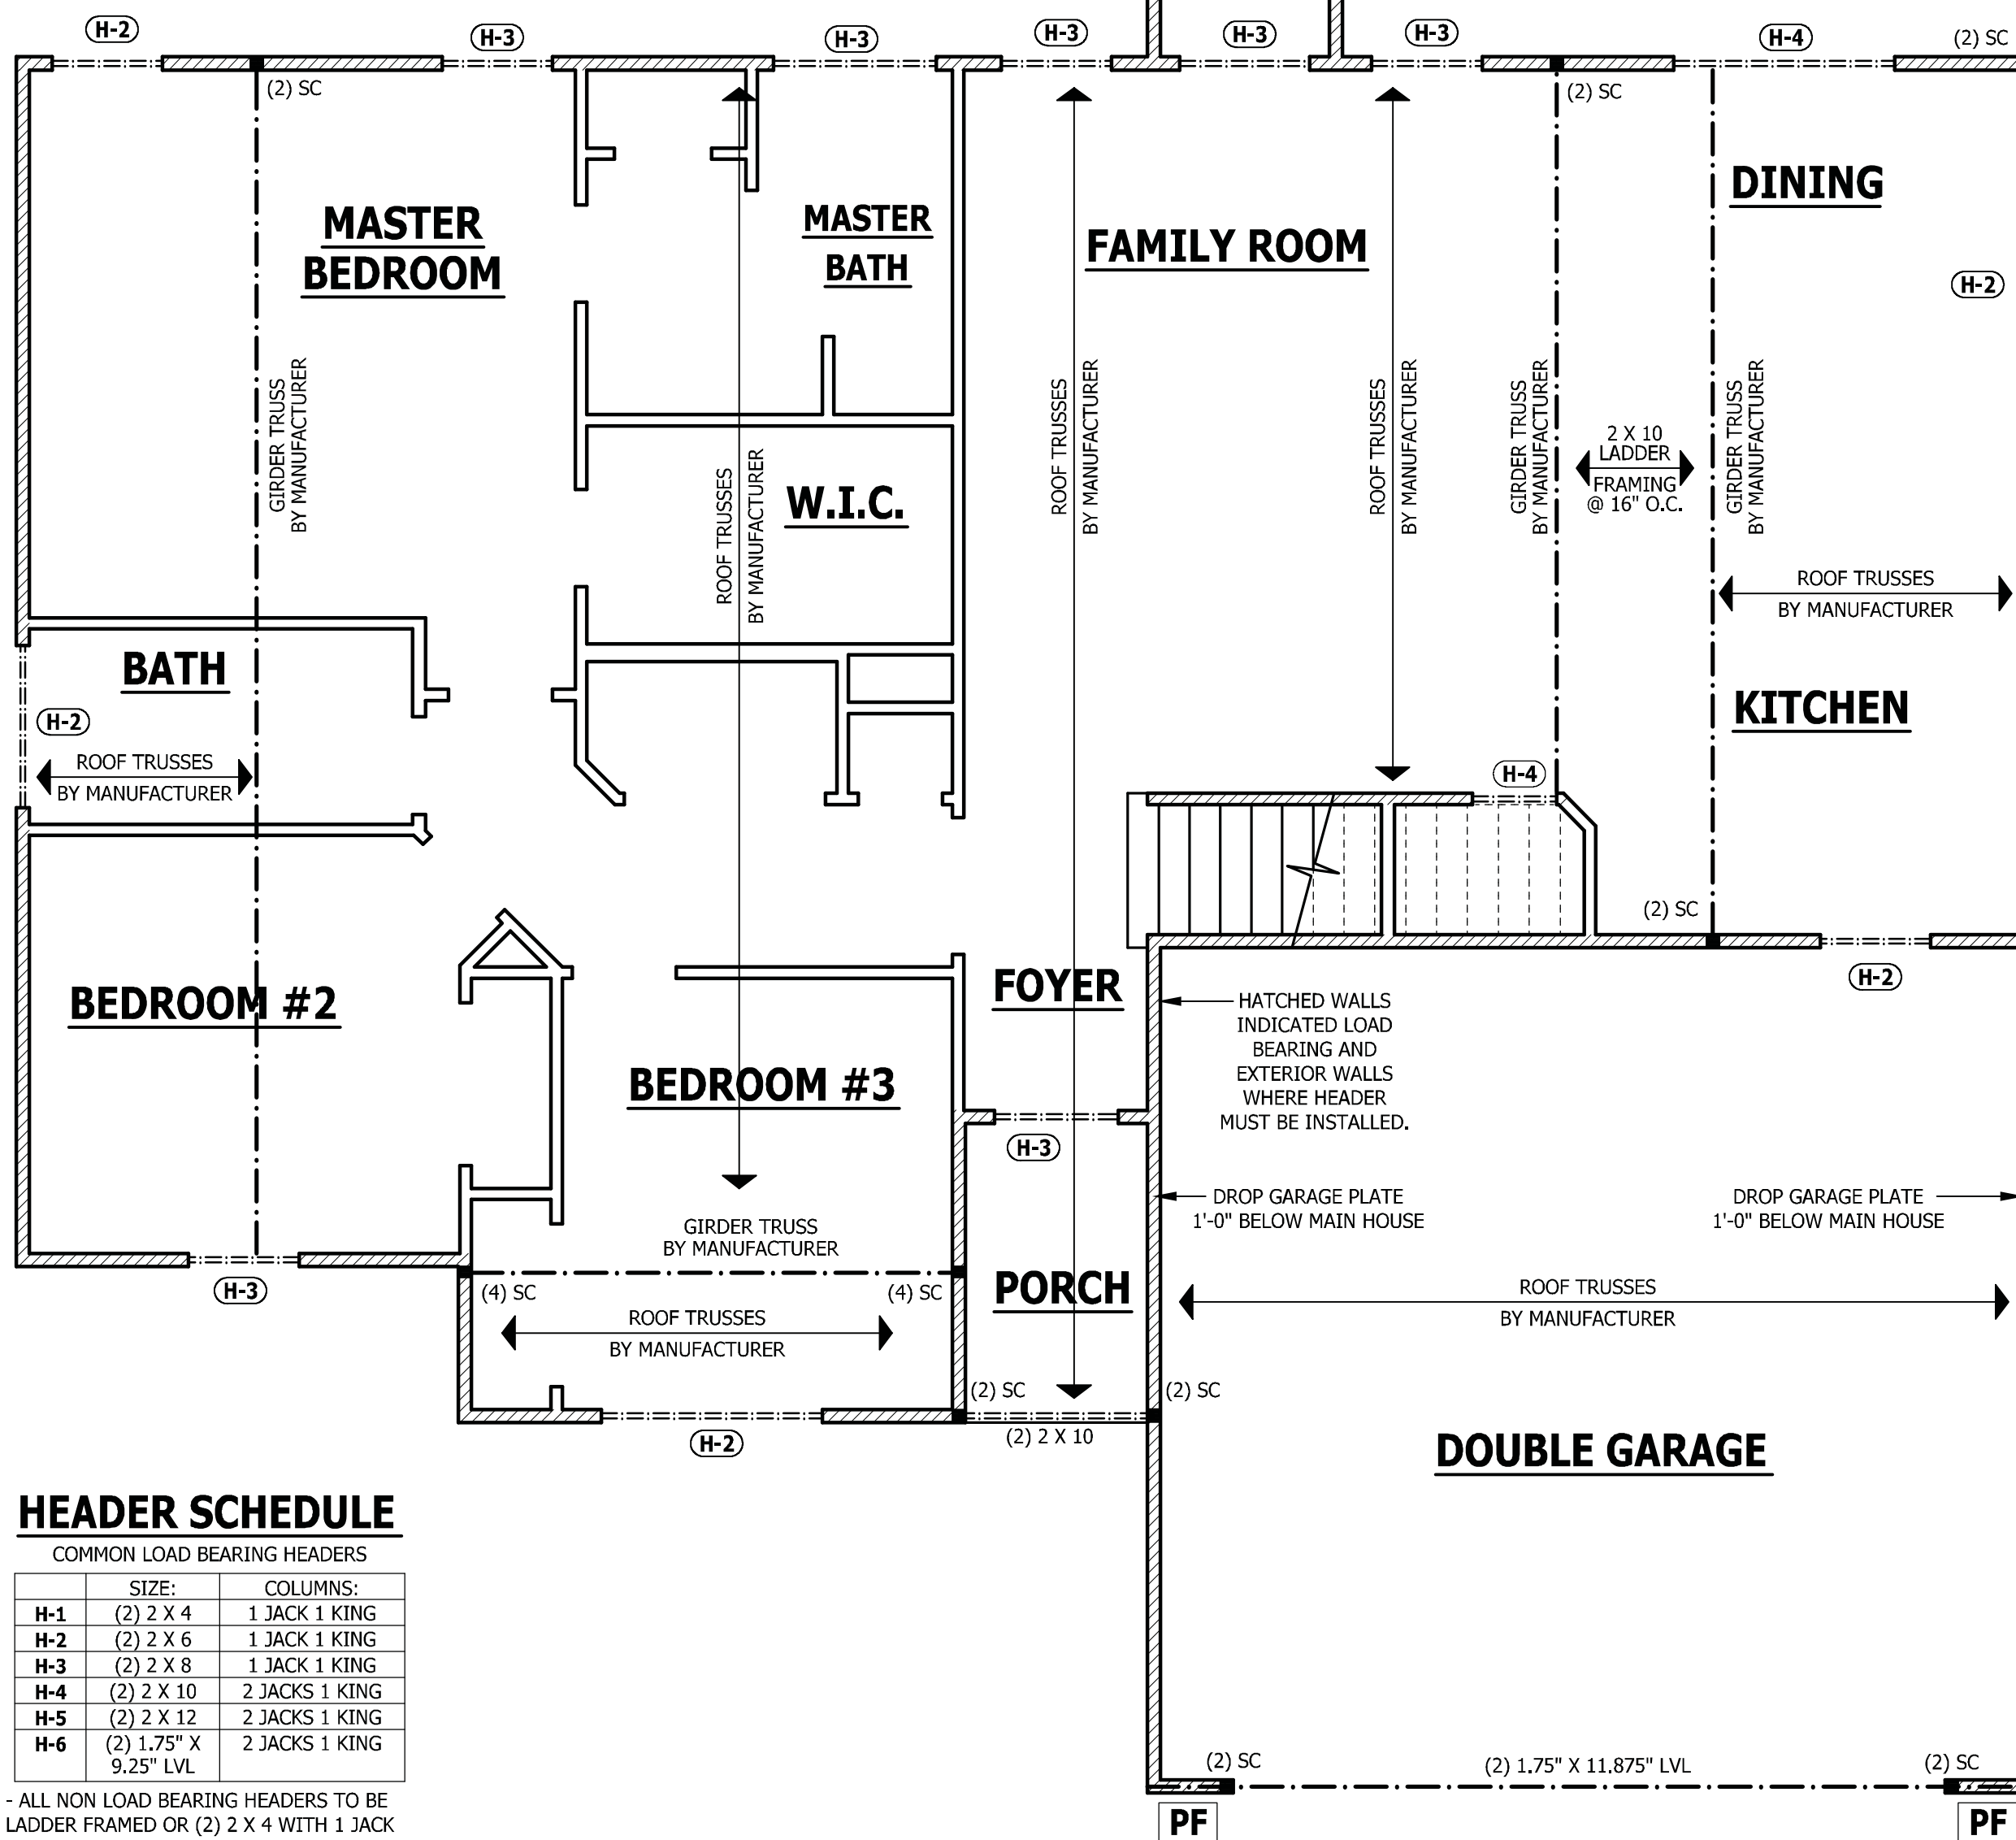 H-2
H-3
H-3
H-3
H-3
H-3
H-4
(2) SC
(2) SC
(2) SC
MASTER
BEDROOM
MASTER
BATH
FAMILY ROOM
DINING
H-2
GIRDER TRUSS
BY MANUFACTURER
ROOF TRUSSES
BY MANUFACTURER
W.I.C.
ROOF TRUSSES
BY MANUFACTURER
ROOF TRUSSES
BY MANUFACTURER
GIRDER TRUSS
BY MANUFACTURER
2 X 10
LADDER
FRAMING
@ 16" O.C.
GIRDER TRUSS
BY MANUFACTURER
ROOF TRUSSES
BY MANUFACTURER
BATH
H-2
ROOF TRUSSES
BY MANUFACTURER
KITCHEN
H-4
(2) SC
H-2
BEDROOM #2
FOYER
HATCHED WALLS
INDICATED LOAD
BEARING AND
EXTERIOR WALLS
WHERE HEADER
MUST BE INSTALLED.
BEDROOM #3
H-3
DROP GARAGE PLATE
1'-0" BELOW MAIN HOUSE
DROP GARAGE PLATE
1'-0" BELOW MAIN HOUSE
GIRDER TRUSS
BY MANUFACTURER
H-3
(4) SC
(4) SC
PORCH
ROOF TRUSSES
BY MANUFACTURER
ROOF TRUSSES
BY MANUFACTURER
(2) SC
(2) SC
H-2
(2) 2 X 10
DOUBLE GARAGE
HEADER SCHEDULE
COMMON LOAD BEARING HEADERS
SIZE: COLUMNS:
H-1 (2) 2 X 4 1 JACK 1 KING
H-2 (2) 2 X 6 1 JACK 1 KING
H-3 (2) 2 X 8 1 JACK 1 KING
H-4 (2) 2 X 10 2 JACKS 1 KING
H-5 (2) 2 X 12 2 JACKS 1 KING
H-6 (2) 1.75" X 2 JACKS 1 KING
9.25" LVL
- ALL NON LOAD BEARING HEADERS TO BE
LADDER FRAMED OR (2) 2 X 4 WITH 1 JACK
(2) SC
(2) 1.75" X 11.875" LVL
(2) SC
PF
PF